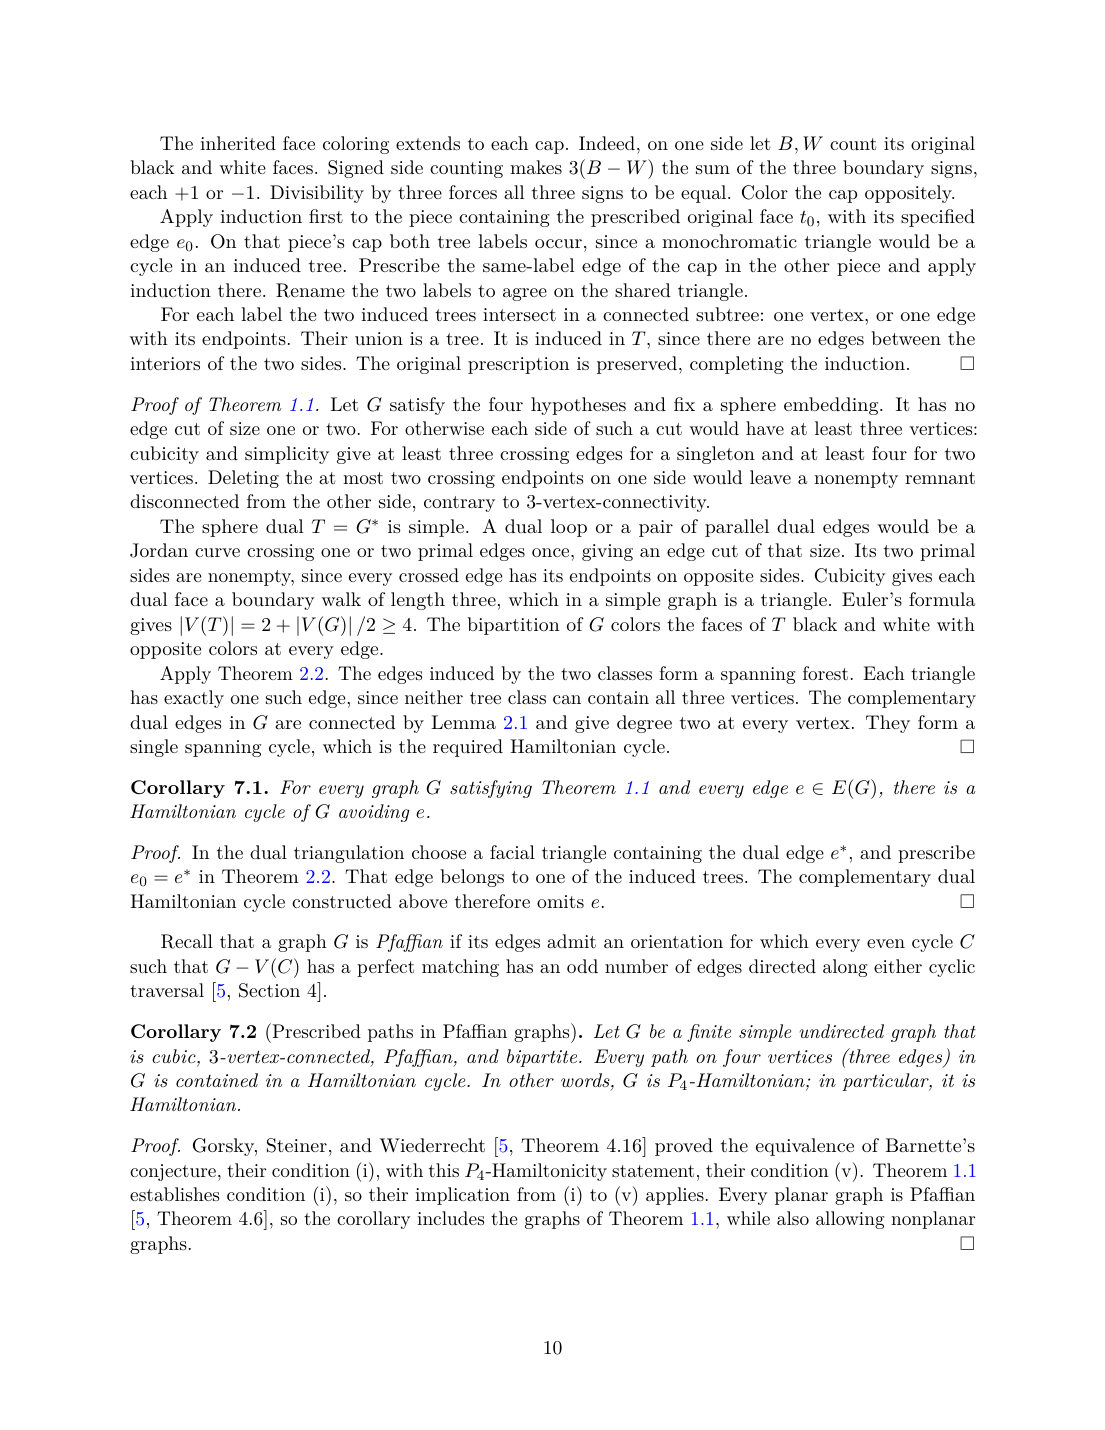 The inherited face coloring extends to each cap. Indeed, on one side let B, W count its original
black and white faces. Signed side counting makes 3(B − W) the sum of the three boundary signs,
each +1 or −1. Divisibility by three forces all three signs to be equal. Color the cap oppositely.
Apply induction first to the piece containing the prescribed original face t₀, with its specified
edge e₀. On that piece's cap both tree labels occur, since a monochromatic triangle would be a
cycle in an induced tree. Prescribe the same-label edge of the cap in the other piece and apply
induction there. Rename the two labels to agree on the shared triangle.
For each label the two induced trees intersect in a connected subtree: one vertex, or one edge
with its endpoints. Their union is a tree. It is induced in T, since there are no edges between the
interiors of the two sides. The original prescription is preserved, completing the induction. □
Proof of Theorem 1.1. Let G satisfy the four hypotheses and fix a sphere embedding. It has no
edge cut of size one or two. For otherwise each side of such a cut would have at least three vertices:
cubicity and simplicity give at least three crossing edges for a singleton and at least four for two
vertices. Deleting the at most two crossing endpoints on one side would leave a nonempty remnant
disconnected from the other side, contrary to 3-vertex-connectivity.
The sphere dual T = G* is simple. A dual loop or a pair of parallel dual edges would be a
Jordan curve crossing one or two primal edges once, giving an edge cut of that size. Its two primal
sides are nonempty, since every crossed edge has its endpoints on opposite sides. Cubicity gives each
dual face a boundary walk of length three, which in a simple graph is a triangle. Euler's formula
gives |V(T)| = 2 + |V(G)| /2 ≥ 4. The bipartition of G colors the faces of T black and white with
opposite colors at every edge.
Apply Theorem 2.2. The edges induced by the two classes form a spanning forest. Each triangle
has exactly one such edge, since neither tree class can contain all three vertices. The complementary
dual edges in G are connected by Lemma 2.1 and give degree two at every vertex. They form a
single spanning cycle, which is the required Hamiltonian cycle. □
Corollary 7.1. For every graph G satisfying Theorem 1.1 and every edge e ∈ E(G), there is a
Hamiltonian cycle of G avoiding e.
Proof. In the dual triangulation choose a facial triangle containing the dual edge e*, and prescribe
e₀ = e* in Theorem 2.2. That edge belongs to one of the induced trees. The complementary dual
Hamiltonian cycle constructed above therefore omits e. □
Recall that a graph G is Pfaffian if its edges admit an orientation for which every even cycle C
such that G − V(C) has a perfect matching has an odd number of edges directed along either cyclic
traversal [5, Section 4].
Corollary 7.2 (Prescribed paths in Pfaffian graphs). Let G be a finite simple undirected graph that
is cubic, 3-vertex-connected, Pfaffian, and bipartite. Every path on four vertices (three edges) in
G is contained in a Hamiltonian cycle. In other words, G is P₄-Hamiltonian; in particular, it is
Hamiltonian.
Proof. Gorsky, Steiner, and Wiederrecht [5, Theorem 4.16] proved the equivalence of Barnette's
conjecture, their condition (i), with this P₄-Hamiltonicity statement, their condition (v). Theorem 1.1
establishes condition (i), so their implication from (i) to (v) applies. Every planar graph is Pfaffian
[5, Theorem 4.6], so the corollary includes the graphs of Theorem 1.1, while also allowing nonplanar
graphs. □
10